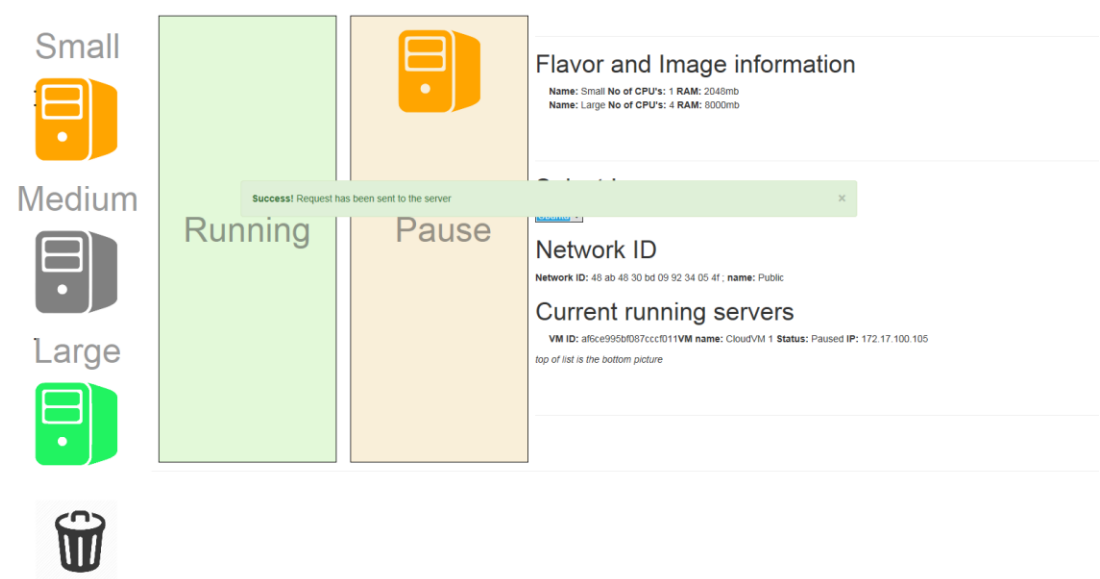 Small
Medium
Large
Running
Pause
Success! Request has been sent to the server ×
Flavor and Image information
Name: Small No of CPU's: 1 RAM: 2048mb
Name: Large No of CPU's: 4 RAM: 8000mb
Network ID
Network ID: 48 ab 48 30 bd 09 92 34 05 4f ; name: Public
Current running servers
VM ID: af6ce995bf087cccf011VM name: CloudVM 1 Status: Paused IP: 172.17.100.105
top of list is the bottom picture